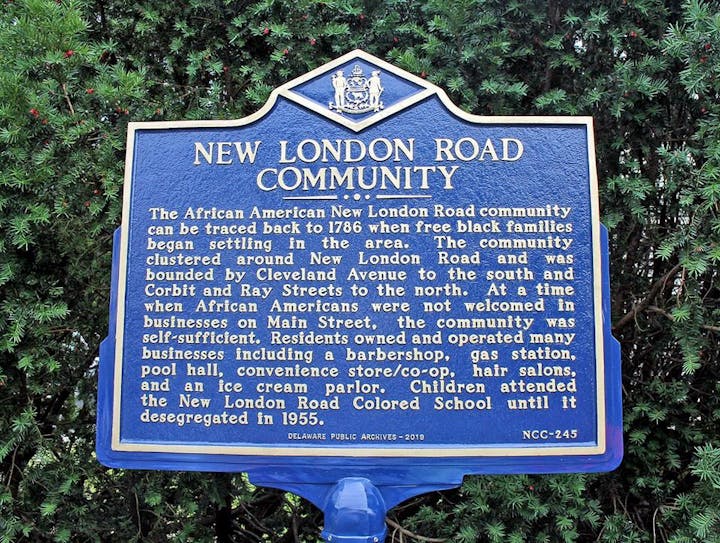 NEW LONDON ROAD
COMMUNITY
The African American New London Road community
can be traced back to 1786 when free black families
began settling in the area. The community
clustered around New London Road and was
bounded by Cleveland Avenue to the south and
Corbit and Ray Streets to the north. At a time
when African Americans were not welcomed in
businesses on Main Street, the community was
self-sufficient. Residents owned and operated many
businesses including a barbershop, gas station,
pool hall, convenience store/co-op, hair salons,
and an ice cream parlor. Children attended
the New London Road Colored School until it
desegregated in 1955.
DELAWARE PUBLIC ARCHIVES – 2019 NCC-245